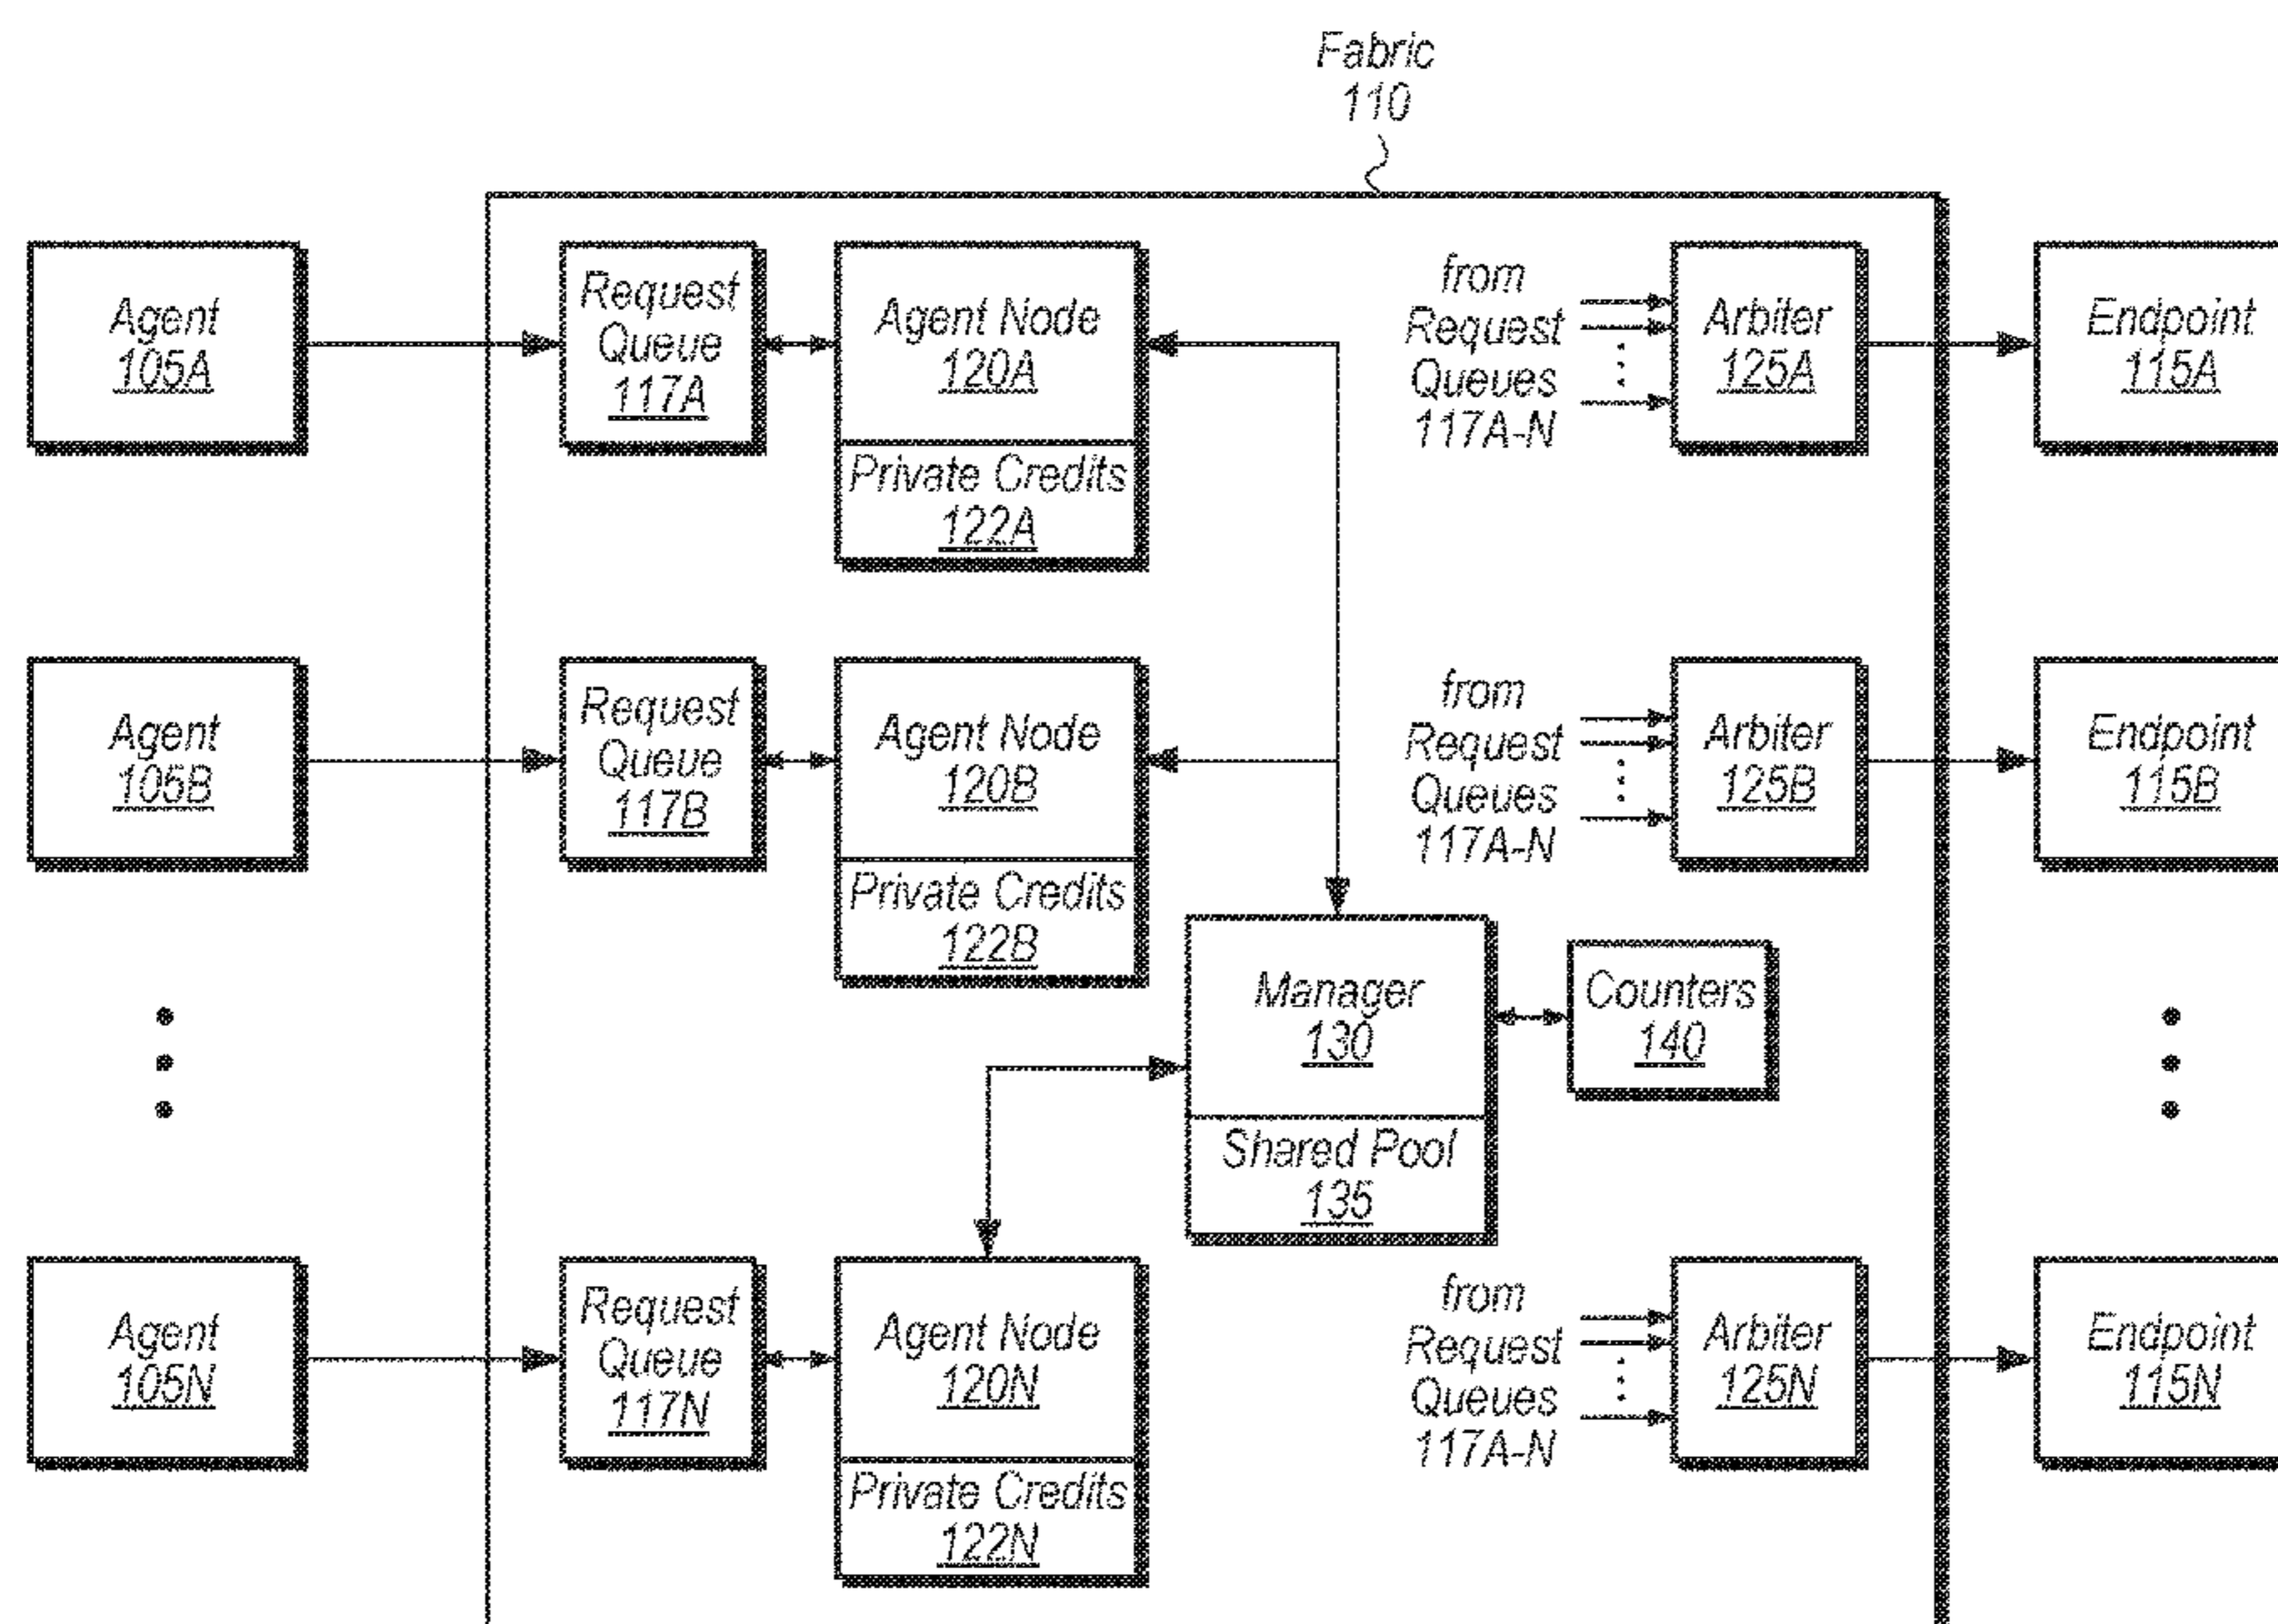 Fabric
110
Agent
105A
Request
Queue
117A
Agent Node
120A
Private Credits
122A
from
Request
Queues
117A-N
Arbiter
125A
Endpoint
115A
Agent
105B
Request
Queue
117B
Agent Node
120B
Private Credits
122B
from
Request
Queues
117A-N
Arbiter
125B
Endpoint
115B
Manager
130
Shared Pool
135
Counters
140
Agent
105N
Request
Queue
117N
Agent Node
120N
Private Credits
122N
from
Request
Queues
117A-N
Arbiter
125N
Endpoint
115N